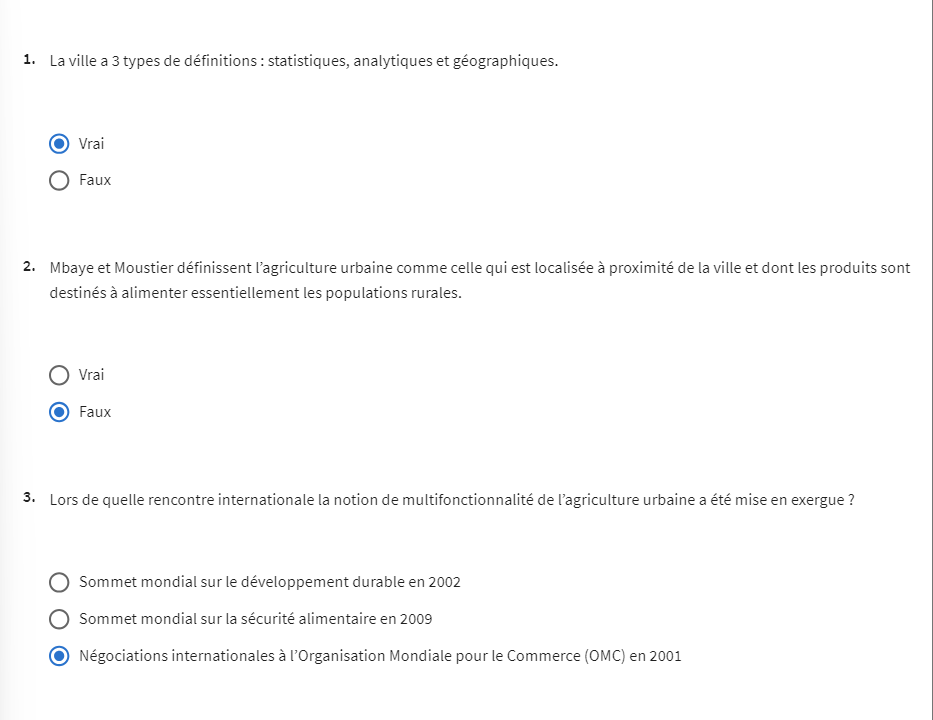 1. La ville a 3 types de définitions : statistiques, analytiques et géographiques.
Vrai
Faux
2. Mbaye et Moustier définissent l’agriculture urbaine comme celle qui est localisée à proximité de la ville et dont les produits sont
destinés à alimenter essentiellement les populations rurales.
Vrai
Faux
3. Lors de quelle rencontre internationale la notion de multifonctionnalité de l’agriculture urbaine a été mise en exergue ?
Sommet mondial sur le développement durable en 2002
Sommet mondial sur la sécurité alimentaire en 2009
Négociations internationales à l’Organisation Mondiale pour le Commerce (OMC) en 2001